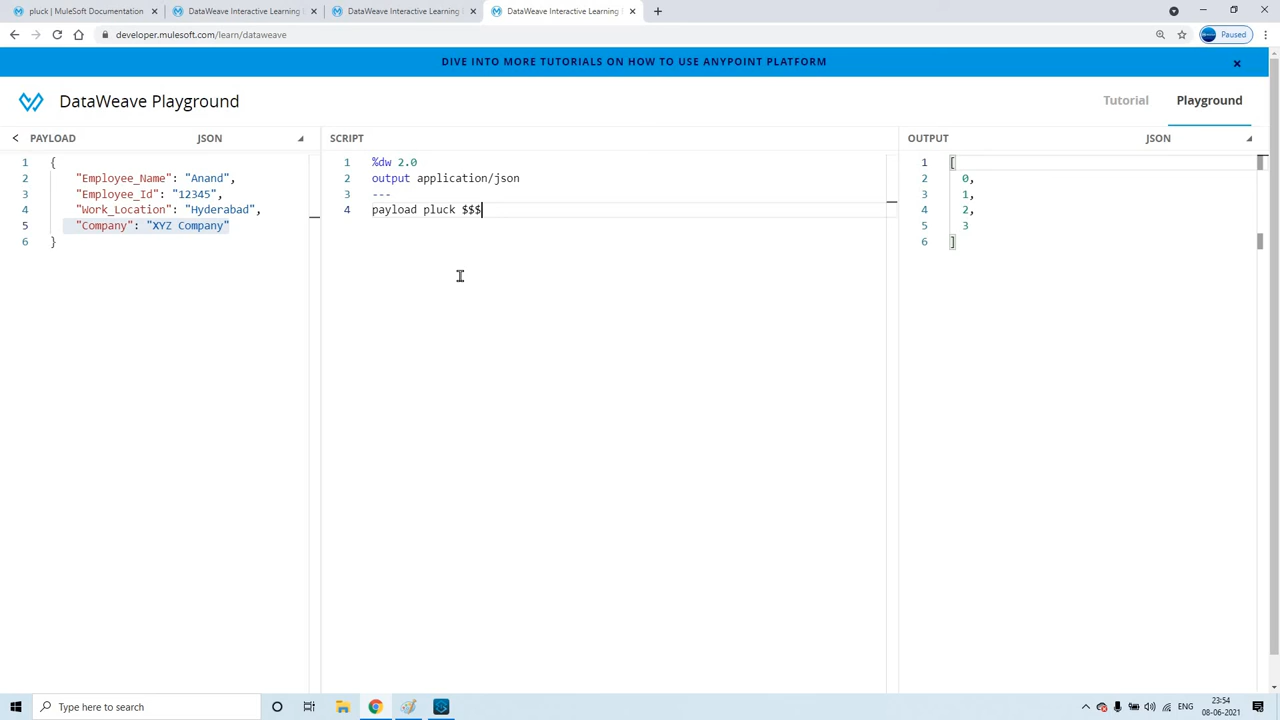 pluck | MuleSoft Documentation
DataWeave Interactive Learning
DataWeave Interactive Learning
DataWeave Interactive Learning
developer.mulesoft.com/learn/dataweave
Paused
DIVE INTO MORE TUTORIALS ON HOW TO USE ANYPOINT PLATFORM
DataWeave Playground
Tutorial
Playground
PAYLOAD
JSON
1 {
2 "Employee_Name": "Anand",
3 "Employee_Id": "12345",
4 "Work_Location": "Hyderabad",
5 "Company": "XYZ Company"
6 }
SCRIPT
1 %dw 2.0
2 output application/json
3 ---
4 payload pluck $$$
OUTPUT
JSON
1 [
2 0,
3 1,
4 2,
5 3
6 ]
Type here to search
ENG
23:54
08-06-2021